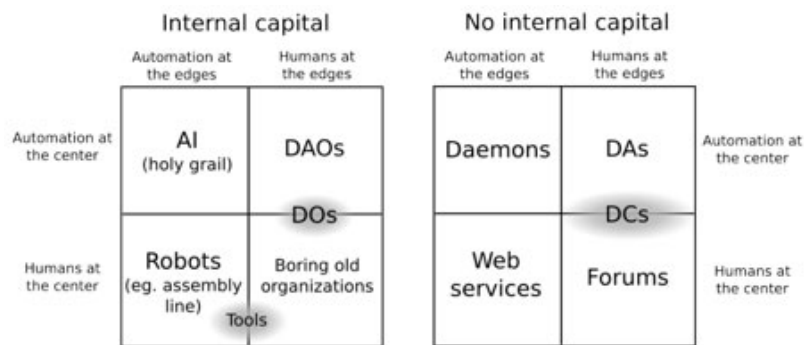 Internal capital
No internal capital
Automation at
the edges
Humans at
the edges
Automation at
the edges
Humans at
the edges
Automation at
the center
AI
(holy grail)
DAOs
Daemons
DAs
Automation at
the center
DOs
DCs
Humans at
the center
Robots
(eg. assembly
line)
Boring old
organizations
Tools
Web
services
Forums
Humans at
the center